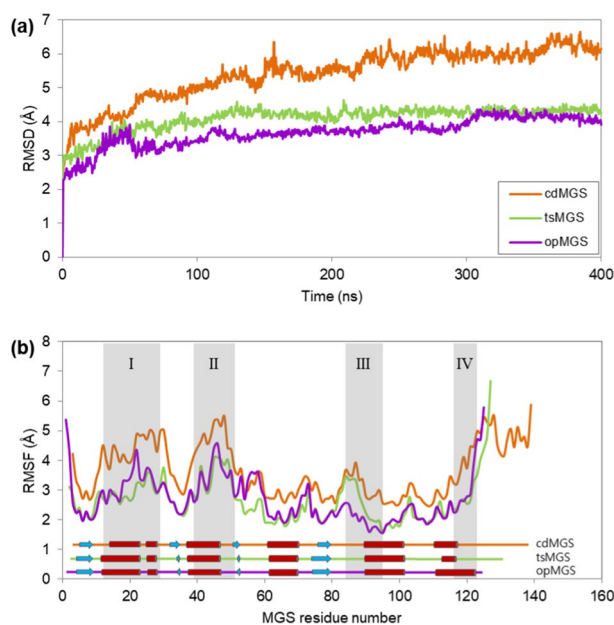 (a)
7
6
5
4
3
2
1
0
RMSD (Å)
cdMGS
tsMGS
opMGS
0 100 200 300 400
Time (ns)
(b)
8
7
6
5
4
3
2
1
0
RMSF (Å)
I II III IV
cdMGS
tsMGS
opMGS
0 20 40 60 80 100 120 140 160
MGS residue number